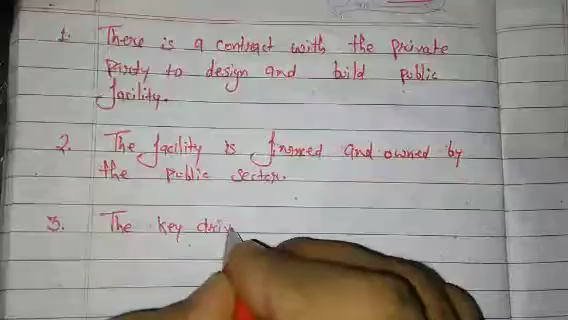 1. There is a contract with the private
party to design and build public
facility.
2. The facility is financed and owned by
the public sector.
3. The key driv